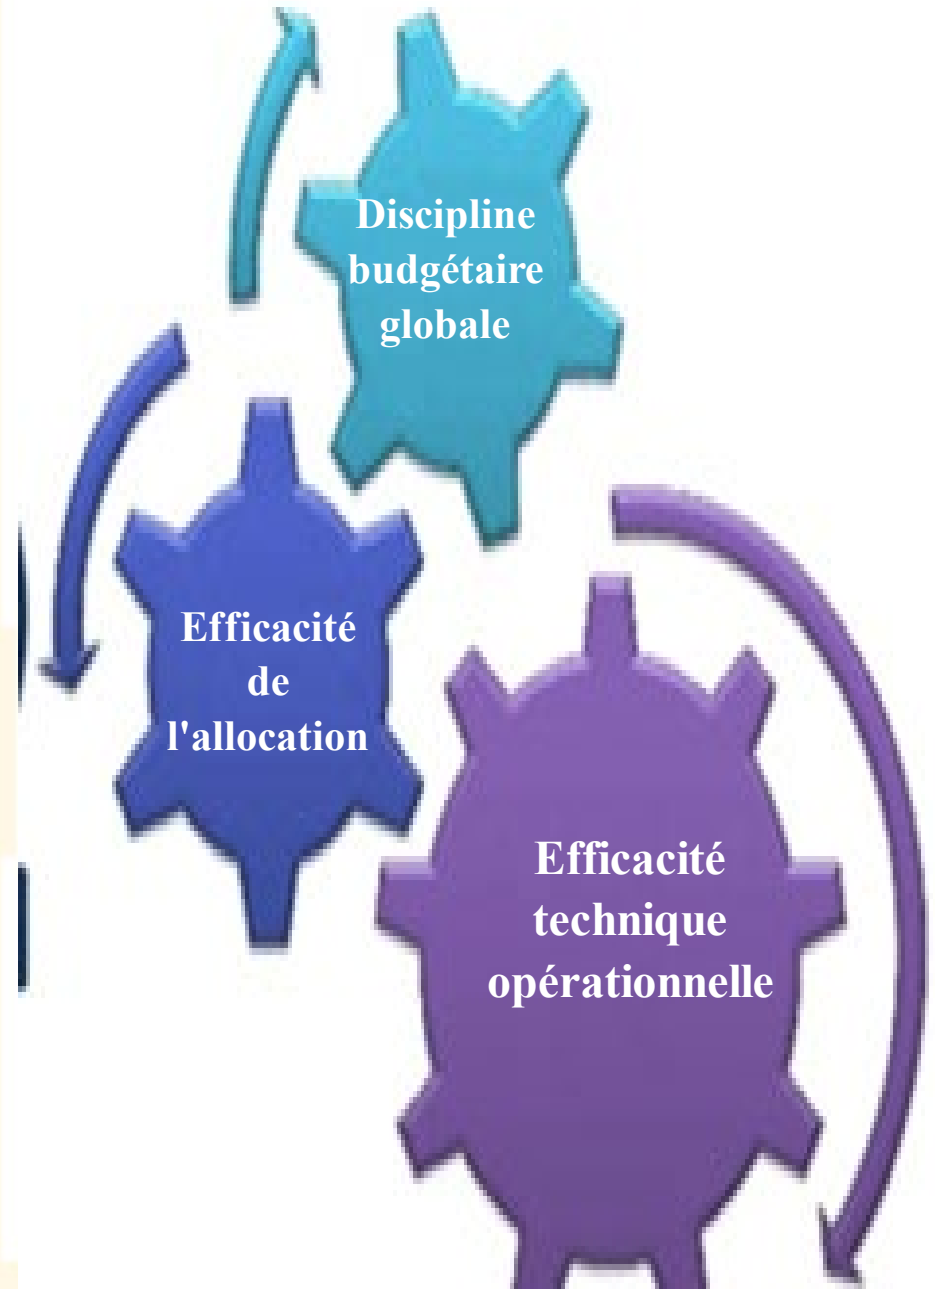 Discipline
budgétaire
globale
Efficacité
de
l'allocation
Efficacité
technique
opérationnelle